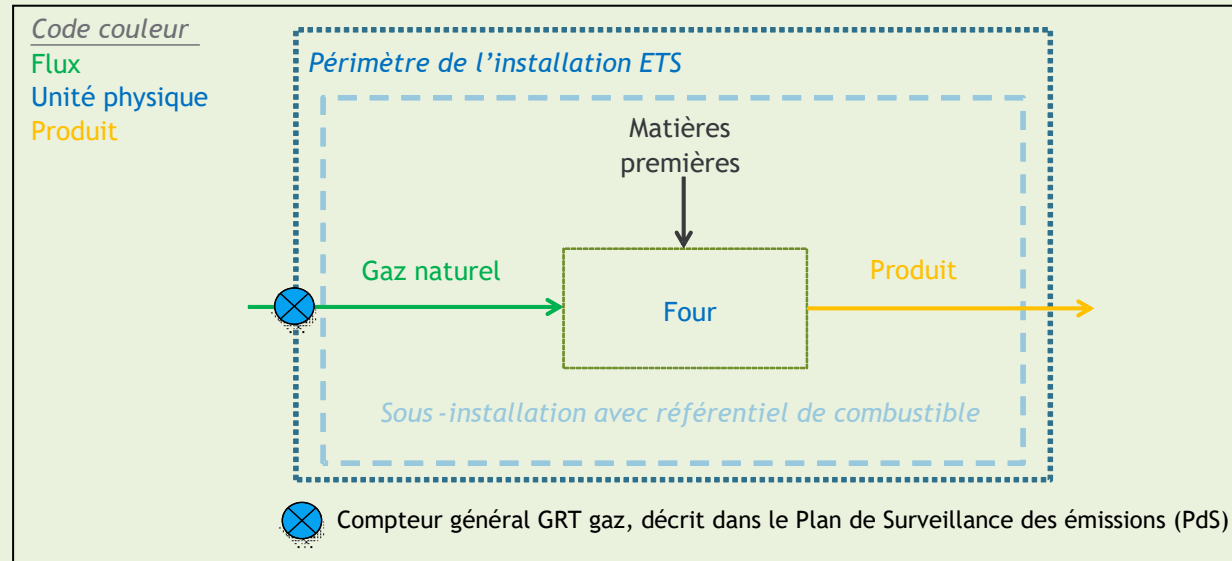 Code couleur
Flux
Unité physique
Produit
Périmètre de l’installation ETS
Matières
premières
Gaz naturel
Four
Produit
Sous-installation avec référentiel de combustible
Compteur général GRT gaz, décrit dans le Plan de Surveillance des émissions (PdS)